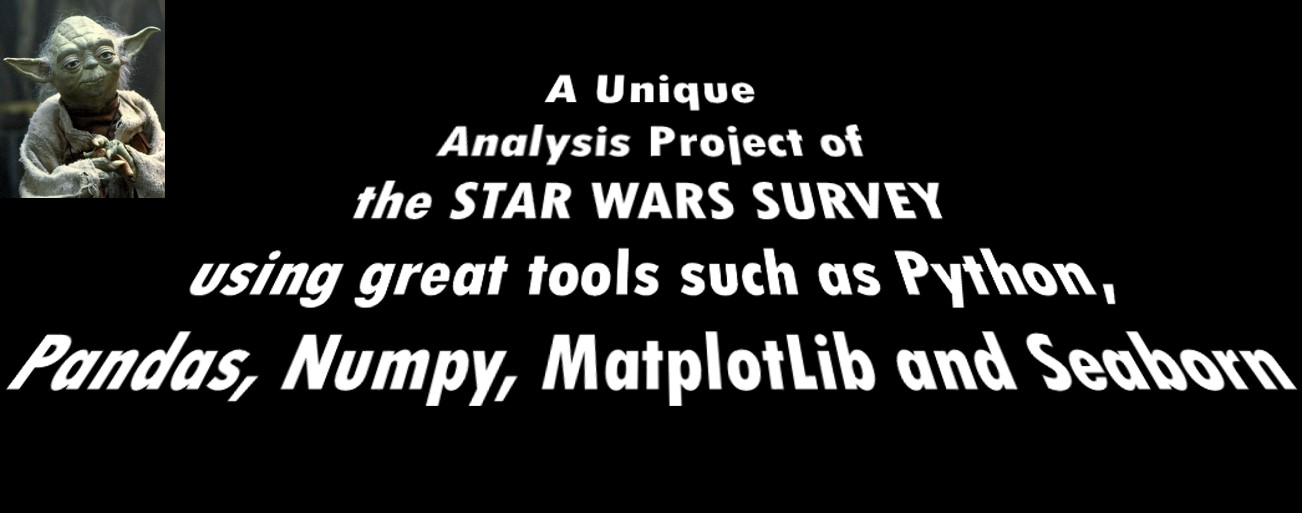 A Unique
Analysis Project of
the STAR WARS SURVEY
using great tools such as Python,
Pandas, Numpy, MatplotLib and Seaborn